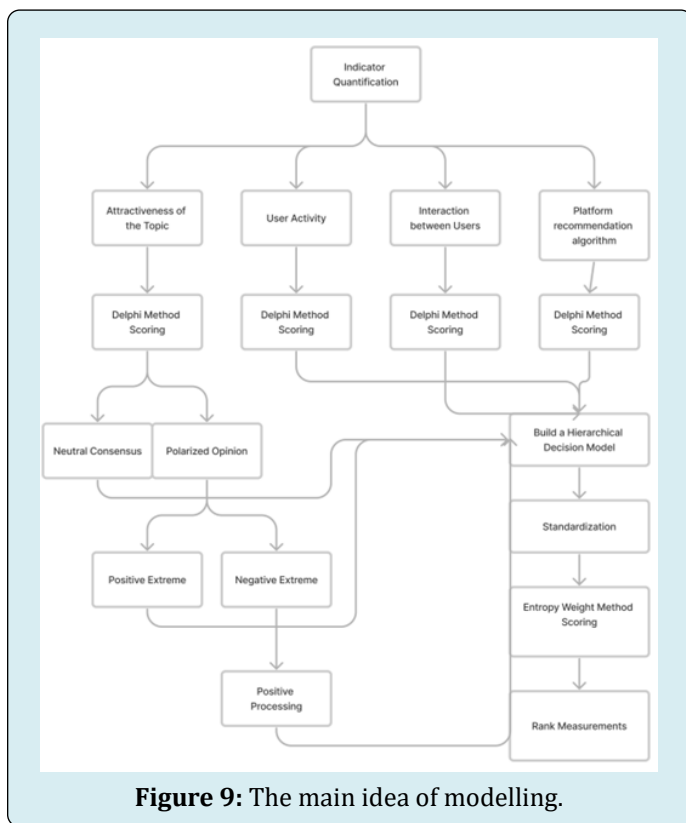 Indicator
Quantification
Attractiveness of
the Topic
User Activity
Interaction
between Users
Platform
recommendation
algorithm
Delphi Method
Scoring
Delphi Method
Scoring
Delphi Method
Scoring
Delphi Method
Scoring
Neutral Consensus
Polarized Opinion
Build a Hierarchical
Decision Model
Standardization
Positive Extreme
Negative Extreme
Entropy Weight Method
Scoring
Positive
Processing
Rank Measurements
Figure 9: The main idea of modelling.